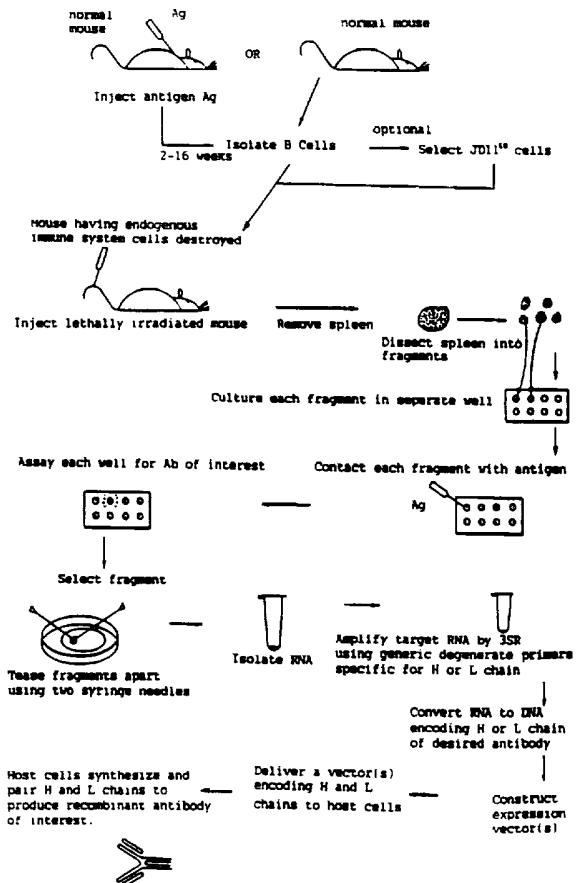 normal
mouse
Ag
OR
normal mouse
Inject antigen Ag
2-16 weeks
Isolate B Cells
optional
Select JD11ˡᵒ cells
Mouse having endogenous
immune system cells destroyed
Inject lethally irradiated mouse
Remove spleen
Dissect spleen into
fragments
Culture each fragment in separate well
Contact each fragment with antigen
Ag
Assay each well for Ab of interest
Select fragment
Tease fragments apart
using two syringe needles
Isolate RNA
Amplify target RNA by 3SR
using generic degenerate primers
specific for H or L chain
Convert RNA to DNA
encoding H or L chain
of desired antibody
Construct
expression
vector(s)
Deliver a vector(s)
encoding H and L
chains to host cells
Host cells synthesize and
pair H and L chains to
produce recombinant antibody
of interest.